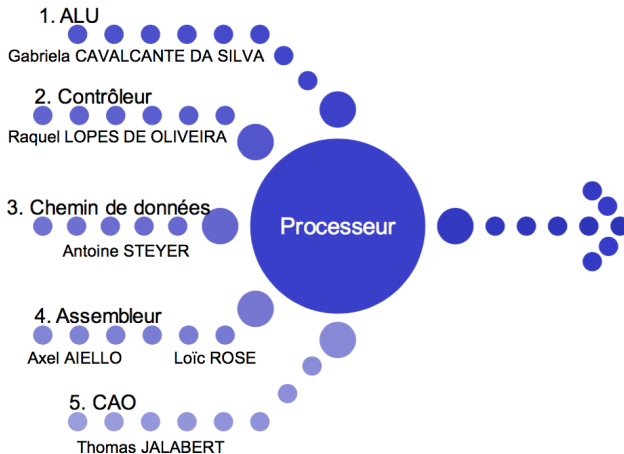 1. ALU
Gabriela CAVALCANTE DA SILVA
2. Contrôleur
Raquel LOPES DE OLIVEIRA
3. Chemin de données
Processeur
Antoine STEYER
4. Assembleur
Axel AIELLO
Loïc ROSE
5. CAO
Thomas JALABERT